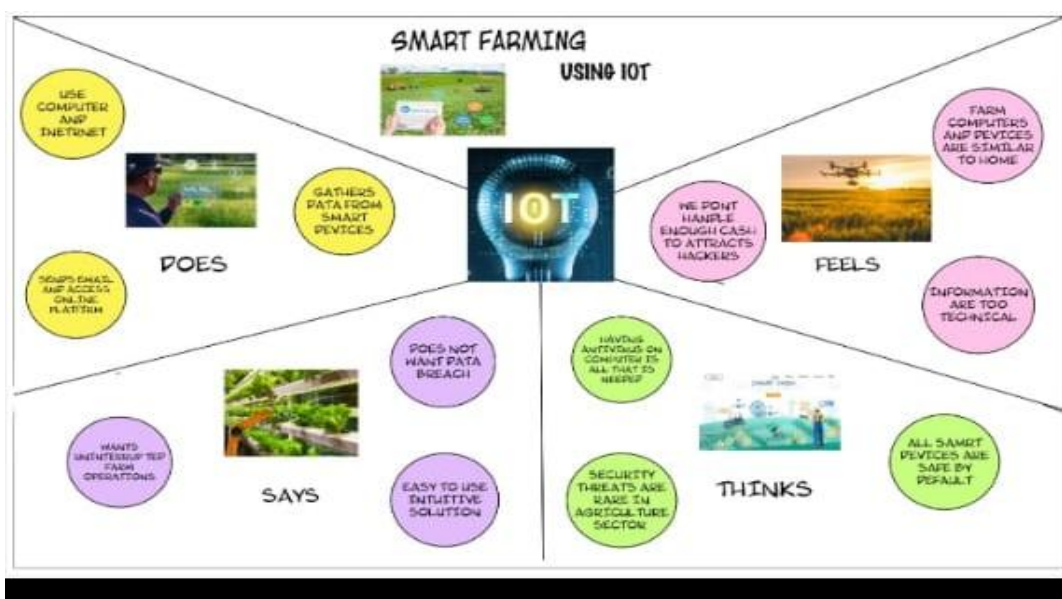 SMART FARMING
USING IOT
USE
COMPUTER
AND
INETRNET
GATHERS
DATA FROM
SMART
DEVICES
SENDS EMAIL
AND ACCESS
ONLINE
PLATFIRM
DOES
IOT
FARM
COMPUTERS
AND DEVICES
ARE SIMILAR
TO HOME
WE DONT
HANDLE
ENOUGH CASH
TO ATTRACTS
HACKERS
FEELS
INFORMATION
ARE TOO
TECHNICAL
DOES NOT
WANT DATA
BREACH
WANTS
UNINTERRUPTED
FARM
OPERATIONS
EASY TO USE
INTUITIVE
SOLUTION
SAYS
HAVING
ANTIVIRUS ON
COMPUTER IS
ALL THAT IS
NEEDED
SECURITY
THREATS ARE
RARE IN
AGRICULTURE
SECTOR
THINKS
ALL SAMRT
DEVICES ARE
SAFE BY
DEFAULT